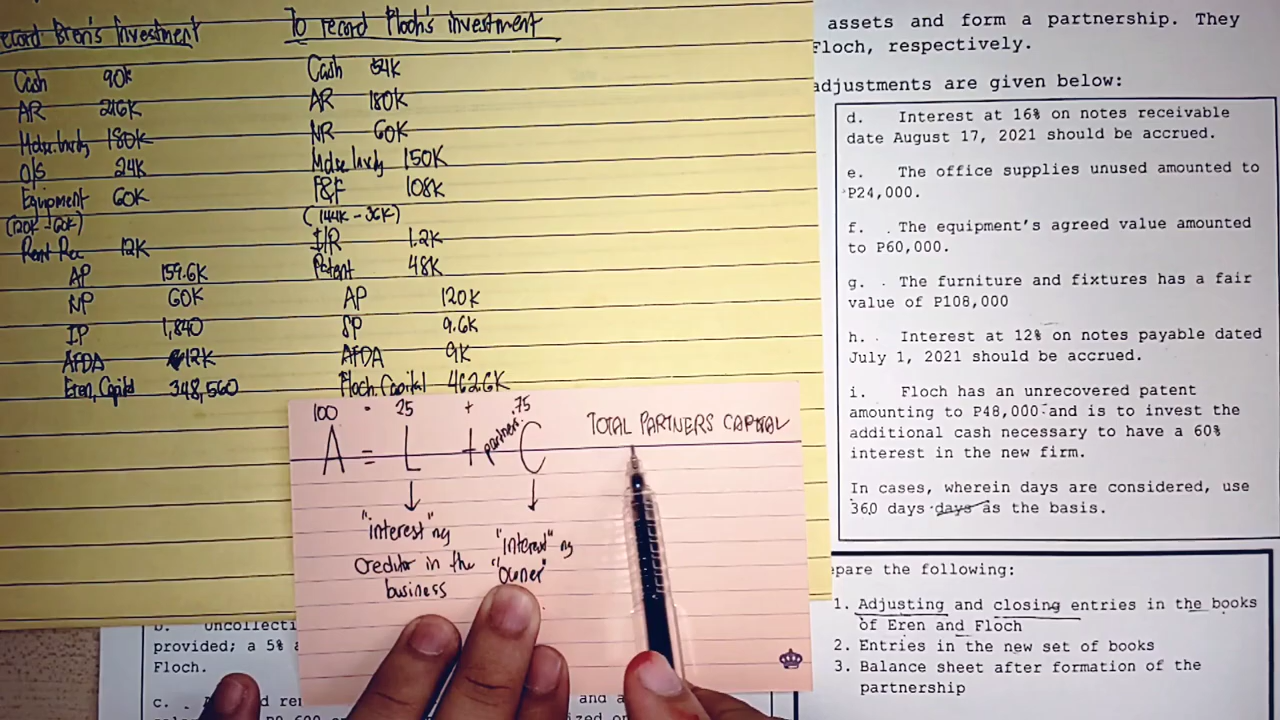 ecord Eren's Investment
Cash 90K
AR 216K
Mdse. Invty 180K
O/S 24K
Equipment 60K
(120K - 60K)
Rent Rec 12K
AP 159.6K
NP 60K
IP 1,840
AFDA 12K
Eren, Capital 348,560
To record Floch's investment
Cash 54K
AR 180K
NR 60K
Mdse Invty 150K
F&F 108K
(144K - 36K)
I/R 1.2K
Patent 48K
AP 120K
SP 9.6K
AFDA 9K
Floch. Capital 462.6K
100 = 25 + .75
A = L + partner's C
TOTAL PARTNERS CAPITAL
"interest" ng
creditor in the
business
"interest" ng
"owner"
assets and form a partnership. They
Floch, respectively.
adjustments are given below:
d. Interest at 16% on notes receivable
date August 17, 2021 should be accrued.
e. The office supplies unused amounted to
P24,000.
f. The equipment's agreed value amounted
to P60,000.
g. The furniture and fixtures has a fair
value of P108,000
h. Interest at 12% on notes payable dated
July 1, 2021 should be accrued.
i. Floch has an unrecovered patent
amounting to P48,000 and is to invest the
additional cash necessary to have a 60%
interest in the new firm.
In cases, wherein days are considered, use
360 days days as the basis.
epare the following:
1. Adjusting and closing entries in the books
of Eren and Floch
2. Entries in the new set of books
3. Balance sheet after formation of the
partnership
b. Uncollecti
provided; a 5% a
Floch.
c.
and a